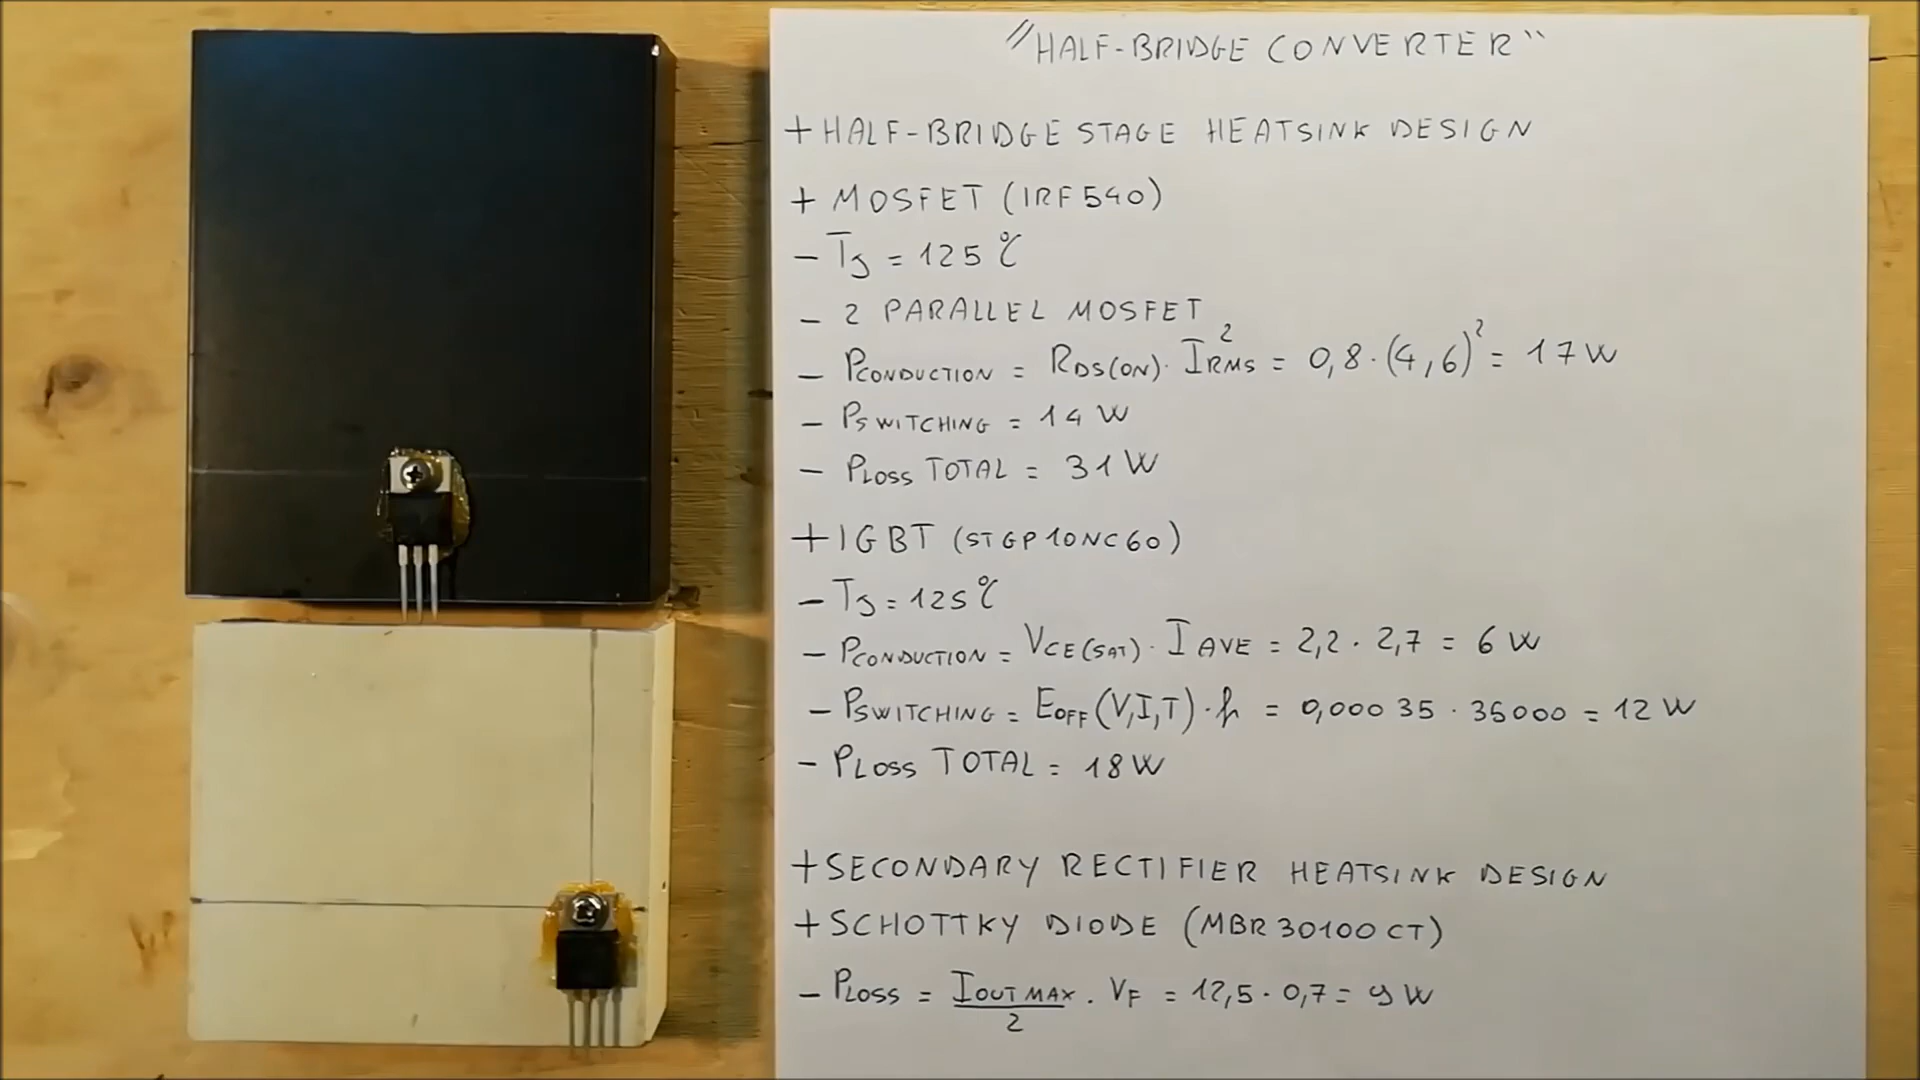 "HALF-BRIDGE CONVERTER"
+ HALF-BRIDGE STAGE HEATSINK DESIGN
+ MOSFET (IRF540)
- TJ = 125 ℃
- 2 PARALLEL MOSFET
- PCONDUCTION = RDS(ON) · IRMS² = 0,8 · (4,6)² = 17 W
- PSWITCHING = 14 W
- PLOSS TOTAL = 31 W
+ IGBT (STGP10NC60)
- TJ = 125 ℃
- PCONDUCTION = VCE(SAT) · IAVE = 2,2 · 2,7 = 6 W
- PSWITCHING = EOFF(V,I,T) · f = 0,000 35 · 35000 = 12 W
- PLOSS TOTAL = 18 W
+ SECONDARY RECTIFIER HEATSINK DESIGN
+ SCHOTTKY DIODE (MBR30100CT)
- PLOSS = IOUT MAX / 2 · VF = 12,5 · 0,7 = 9 W